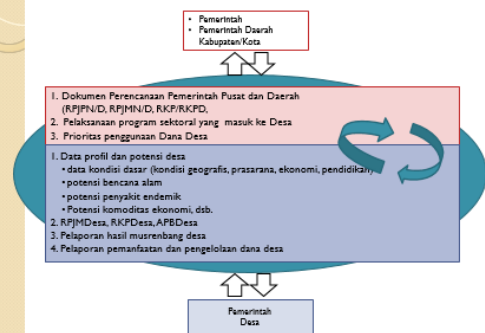 • Pemerintah
• Pemerintah Daerah
Kabupaten/Kota
1. Dokumen Perencanaan Pemerintah Pusat dan Daerah
(RPJPN/D, RPJMN/D, RKP/RKPD,
2. Pelaksanaan program sektoral yang masuk ke Desa
3. Prioritas penggunaan Dana Desa
1. Data profil dan potensi desa
• data kondisi dasar (kondisi geografis, prasarana, ekonomi, pendidikan)
• potensi bencana alam
• potensi penyakit endemik
• Potensi komoditas ekonomi, dsb.
2. RPJMDesa, RKPDesa, APBDesa
3. Pelaporan hasil musrenbang desa
4. Pelaporan pemanfaatan dan pengelolaan dana desa
Pemerintah
Desa